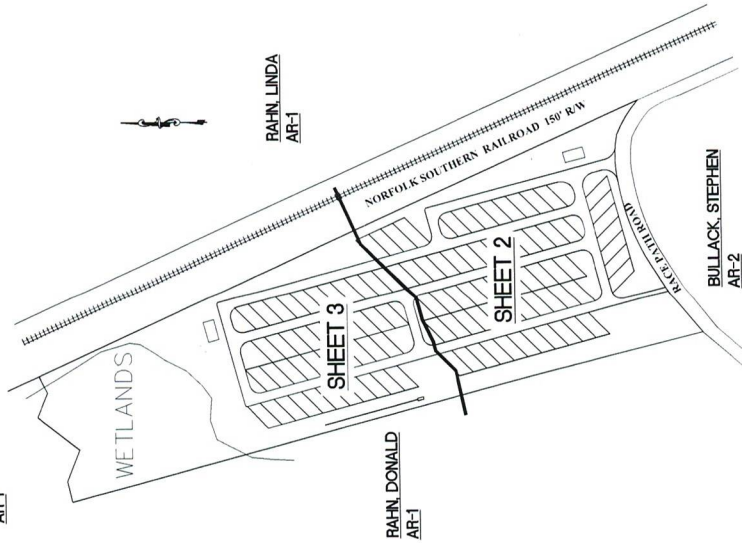 AR-1
WETLANDS
RAHN, LINDA
AR-1
NORFOLK SOUTHERN RAILROAD 150' R/W
SHEET 3
SHEET 2
RAHN, DONALD
AR-1
RACE PATH ROAD
BULLACK, STEPHEN
AR-2